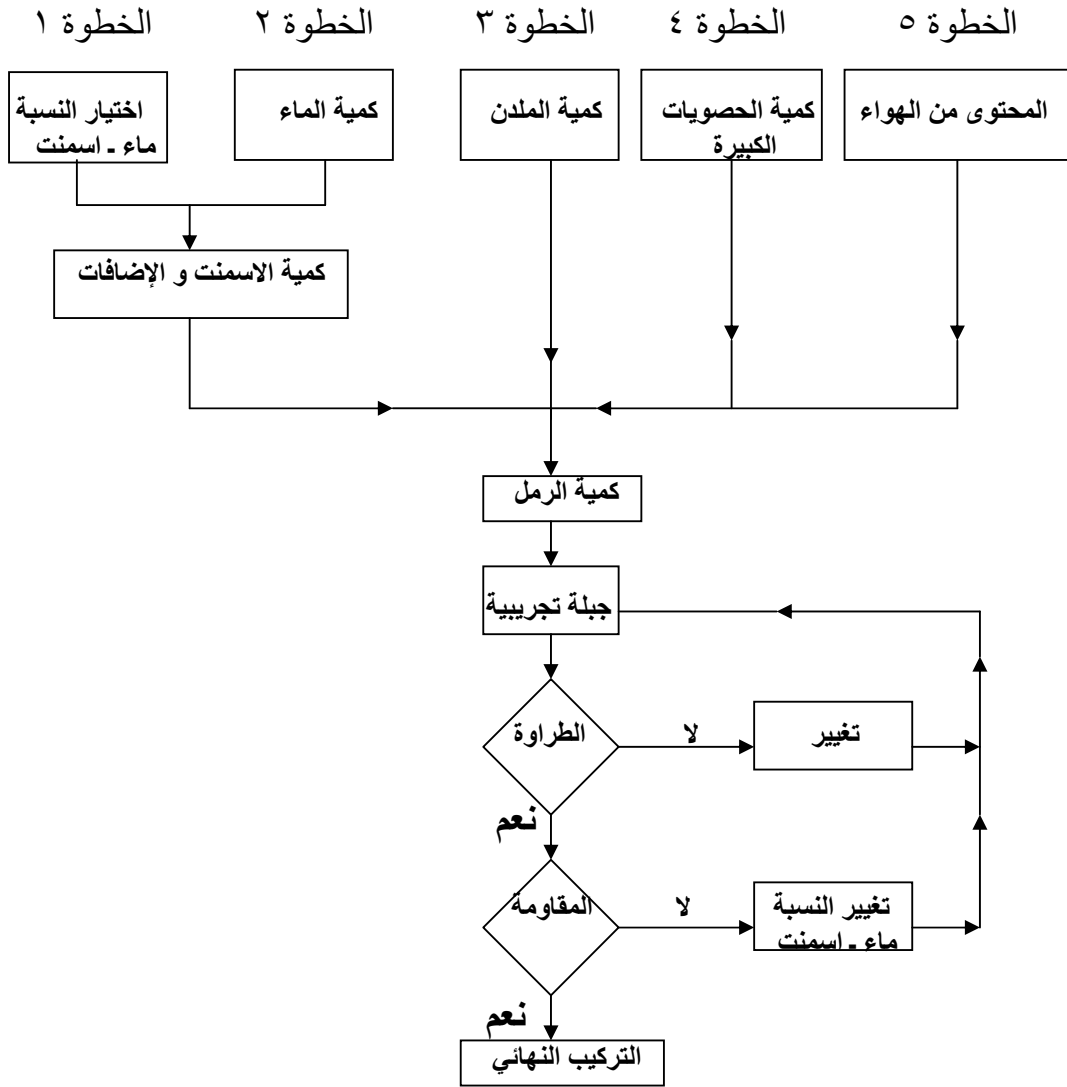 الخطوة ١
الخطوة ٢
الخطوة ٣
الخطوة ٤
الخطوة ٥
اختيار النسبة
ماء - اسمنت
كمية الماء
كمية الملدن
كمية الحصويات
الكبيرة
المحتوى من الهواء
كمية الاسمنت و الإضافات
كمية الرمل
جبلة تجريبية
الطراوة
لا
تغيير
نعم
المقاومة
لا
تغيير النسبة
ماء - اسمنت
نعم
التركيب النهائي